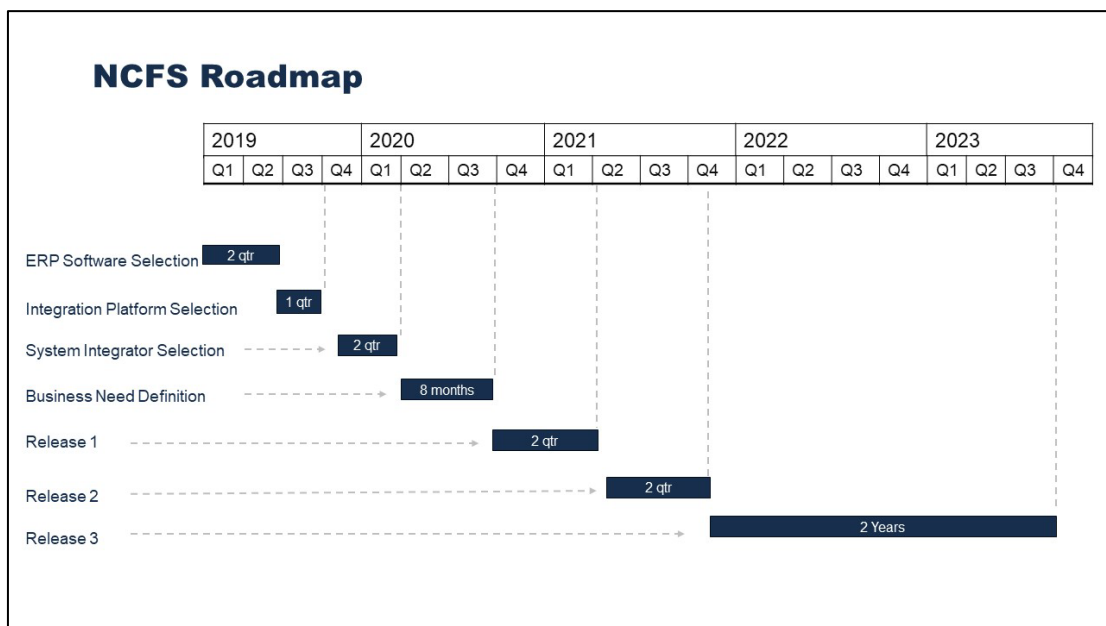 NCFS Roadmap
2019 2020 2021 2022 2023
Q1 Q2 Q3 Q4 Q1 Q2 Q3 Q4 Q1 Q2 Q3 Q4 Q1 Q2 Q3 Q4 Q1 Q2 Q3 Q4
ERP Software Selection 2 qtr
Integration Platform Selection 1 qtr
System Integrator Selection 2 qtr
Business Need Definition 8 months
Release 1 2 qtr
Release 2 2 qtr
Release 3 2 Years